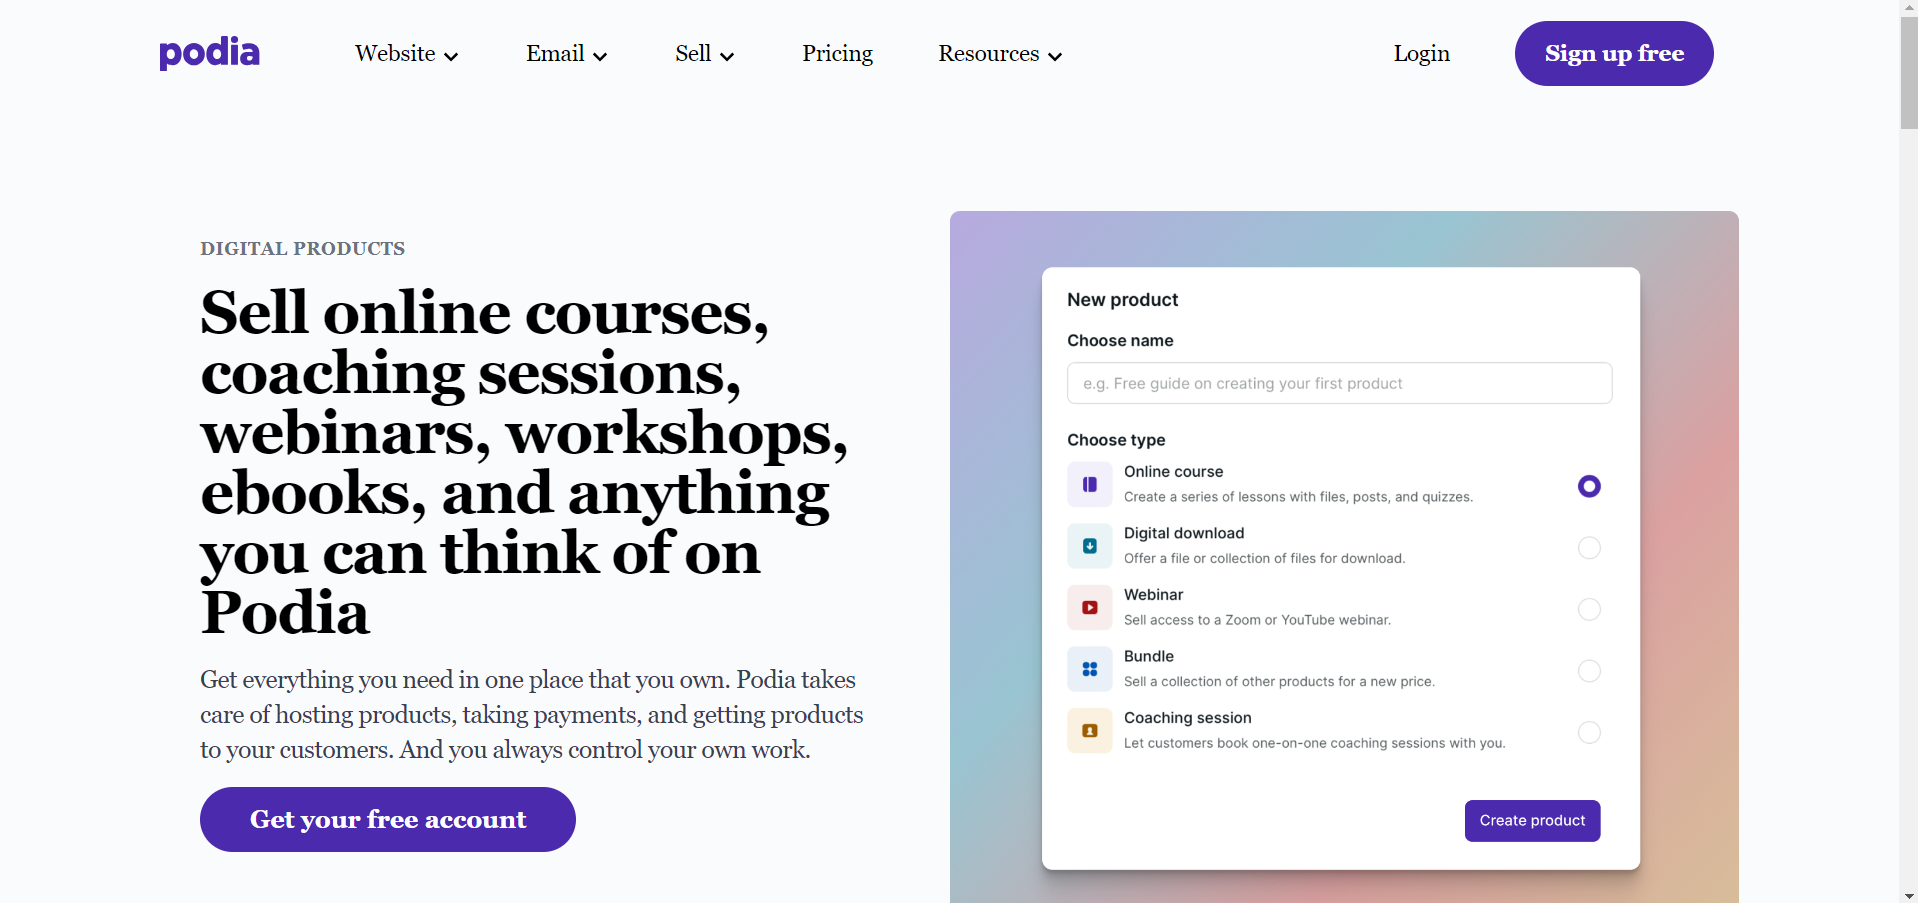 podia
Website
Email
Sell
Pricing
Resources
Login
Sign up free
DIGITAL PRODUCTS
Sell online courses,
coaching sessions,
webinars, workshops,
ebooks, and anything
you can think of on
Podia
Get everything you need in one place that you own. Podia takes
care of hosting products, taking payments, and getting products
to your customers. And you always control your own work.
Get your free account
New product
Choose name
e.g. Free guide on creating your first product
Choose type
Online course
Create a series of lessons with files, posts, and quizzes.
Digital download
Offer a file or collection of files for download.
Webinar
Sell access to a Zoom or YouTube webinar.
Bundle
Sell a collection of other products for a new price.
Coaching session
Let customers book one-on-one coaching sessions with you.
Create product